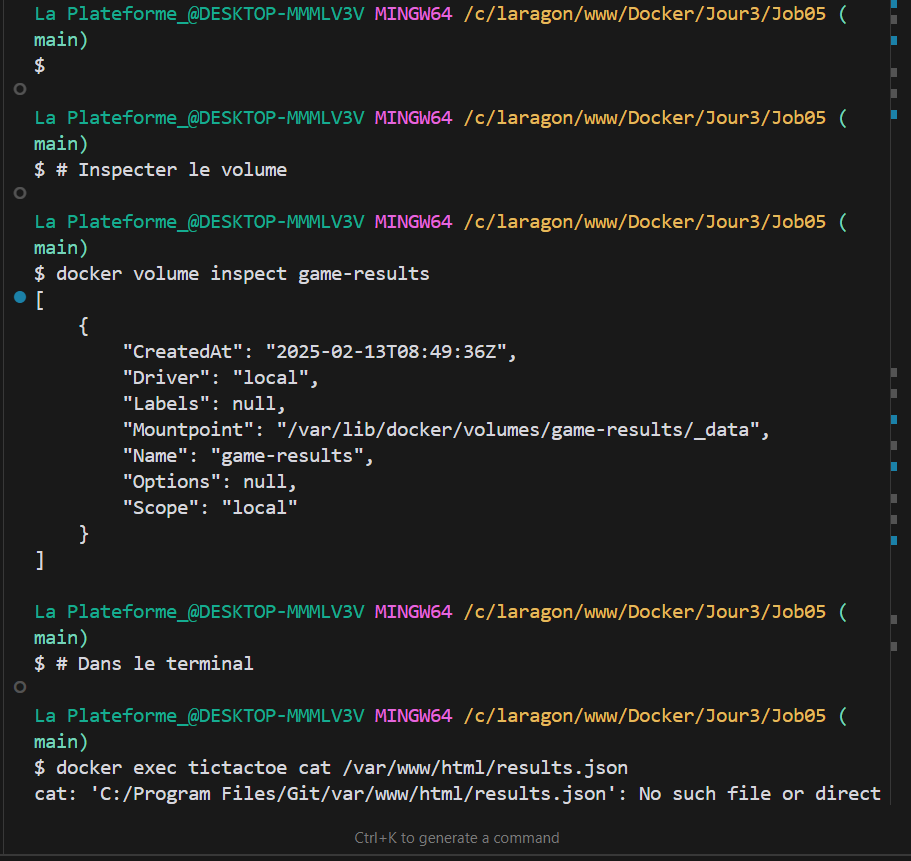 La Plateforme_@DESKTOP-MMMLV3V MINGW64 /c/laragon/www/Docker/Jour3/Job05 (
main)
$
La Plateforme_@DESKTOP-MMMLV3V MINGW64 /c/laragon/www/Docker/Jour3/Job05 (
main)
$ # Inspecter le volume
La Plateforme_@DESKTOP-MMMLV3V MINGW64 /c/laragon/www/Docker/Jour3/Job05 (
main)
$ docker volume inspect game-results
[
    {
        "CreatedAt": "2025-02-13T08:49:36Z",
        "Driver": "local",
        "Labels": null,
        "Mountpoint": "/var/lib/docker/volumes/game-results/_data",
        "Name": "game-results",
        "Options": null,
        "Scope": "local"
    }
]
La Plateforme_@DESKTOP-MMMLV3V MINGW64 /c/laragon/www/Docker/Jour3/Job05 (
main)
$ # Dans le terminal
La Plateforme_@DESKTOP-MMMLV3V MINGW64 /c/laragon/www/Docker/Jour3/Job05 (
main)
$ docker exec tictactoe cat /var/www/html/results.json
cat: 'C:/Program Files/Git/var/www/html/results.json': No such file or direct
Ctrl+K to generate a command